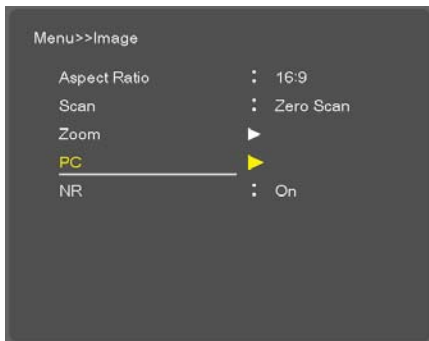 Menu>>Image
Aspect Ratio : 16:9
Scan : Zero Scan
Zoom
PC
NR : On